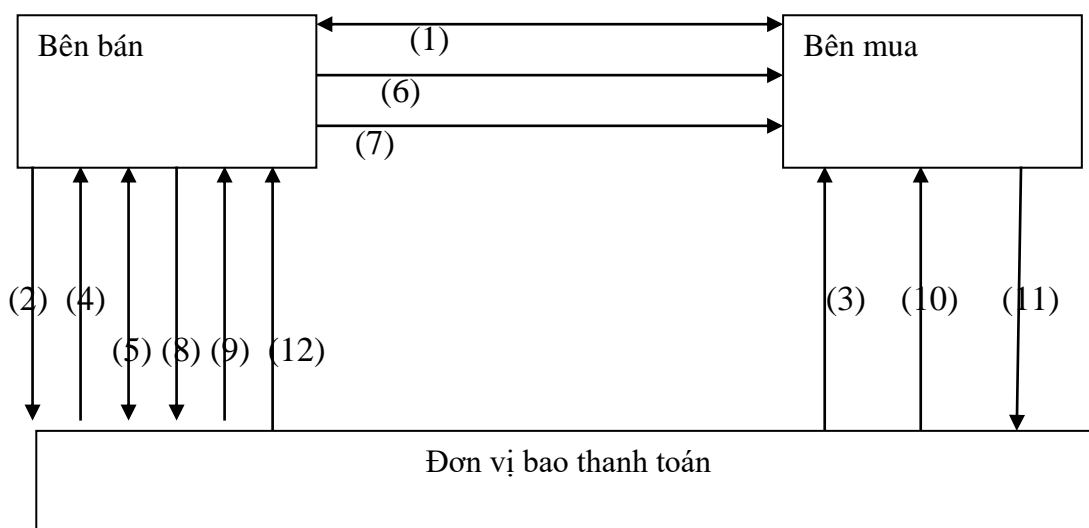 Bên bán
(1)
Bên mua
(6)
(7)
(2) (4) (3) (10) (11)
(5) (8) (9) (12)
Đơn vị bao thanh toán